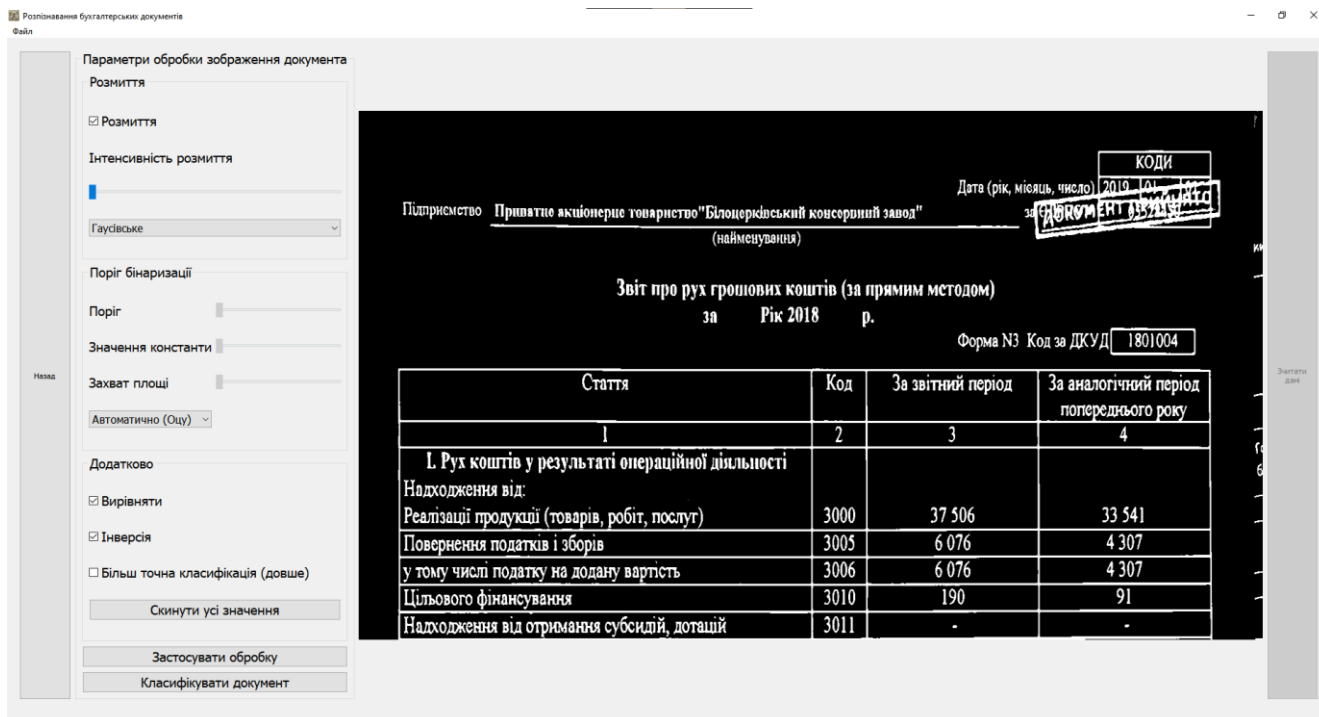 Розпізнавання бухгалтерських документів
Файл
Назад
Параметри обробки зображення документа
Розмиття
Розмиття
Інтенсивність розмиття
Гаусівське
Поріг бінаризації
Поріг
Значення константи
Захват площі
Автоматично (Оцу)
Додатково
Вирівняти
Інверсія
Більш точна класифікація (довше)
Скинути усі значення
Застосувати обробку
Класифікувати документ
КОДИ
Дата (рік, місяць, число) 2019 01
Підприємство Приватне акціонерне товариство"Білоцерківський консервний завод" за
ДОКУМЕНТ ПРИЙНЯТО
(найменування)
Звіт про рух грошових коштів (за прямим методом)
за Рік 2018 р.
Форма N3 Код за ДКУД 1801004
Стаття Код За звітний період За аналогічний період
попереднього року
1 2 3 4
I. Рух коштів у результаті операційної діяльності
Надходження від:
Реалізації продукції (товарів, робіт, послуг) 3000 37 506 33 541
Повернення податків і зборів 3005 6 076 4 307
у тому числі податку на додану вартість 3006 6 076 4 307
Цільового фінансування 3010 190 91
Надходження від отримання субсидій, дотацій 3011 - -
Зчитати
дані